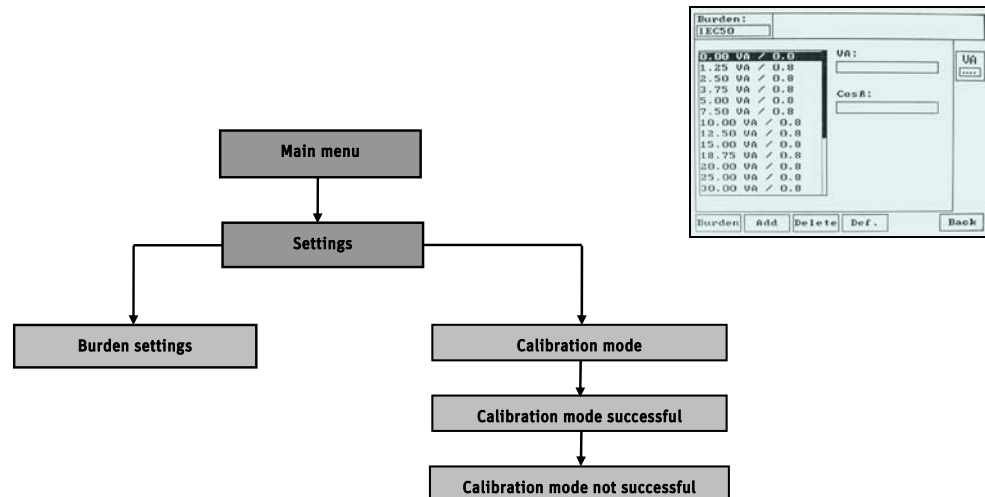 Burden:
IEC50
0.00 VA / 0.0
1.25 VA / 0.8
2.50 VA / 0.8
3.75 VA / 0.8
5.00 VA / 0.8
7.50 VA / 0.8
10.00 VA / 0.8
12.50 VA / 0.8
15.00 VA / 0.8
18.75 VA / 0.8
20.00 VA / 0.8
25.00 VA / 0.8
30.00 VA / 0.8
VA:
Cosß:
VA
....
Burden Add Delete Def. Back
Main menu
Settings
Burden settings
Calibration mode
Calibration mode successful
Calibration mode not successful